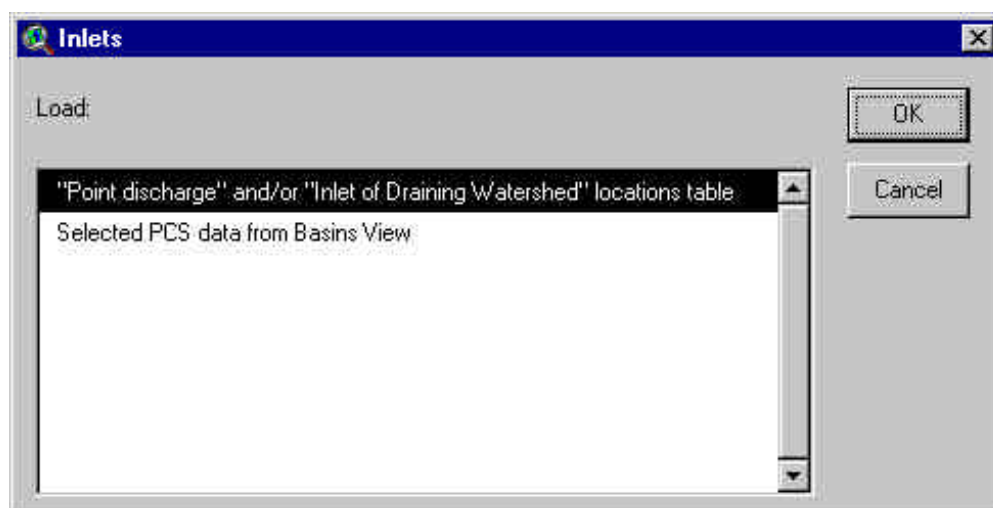 Inlets
Load:
OK
"Point discharge" and/or "Inlet of Draining Watershed" locations table
Cancel
Selected PCS data from Basins View